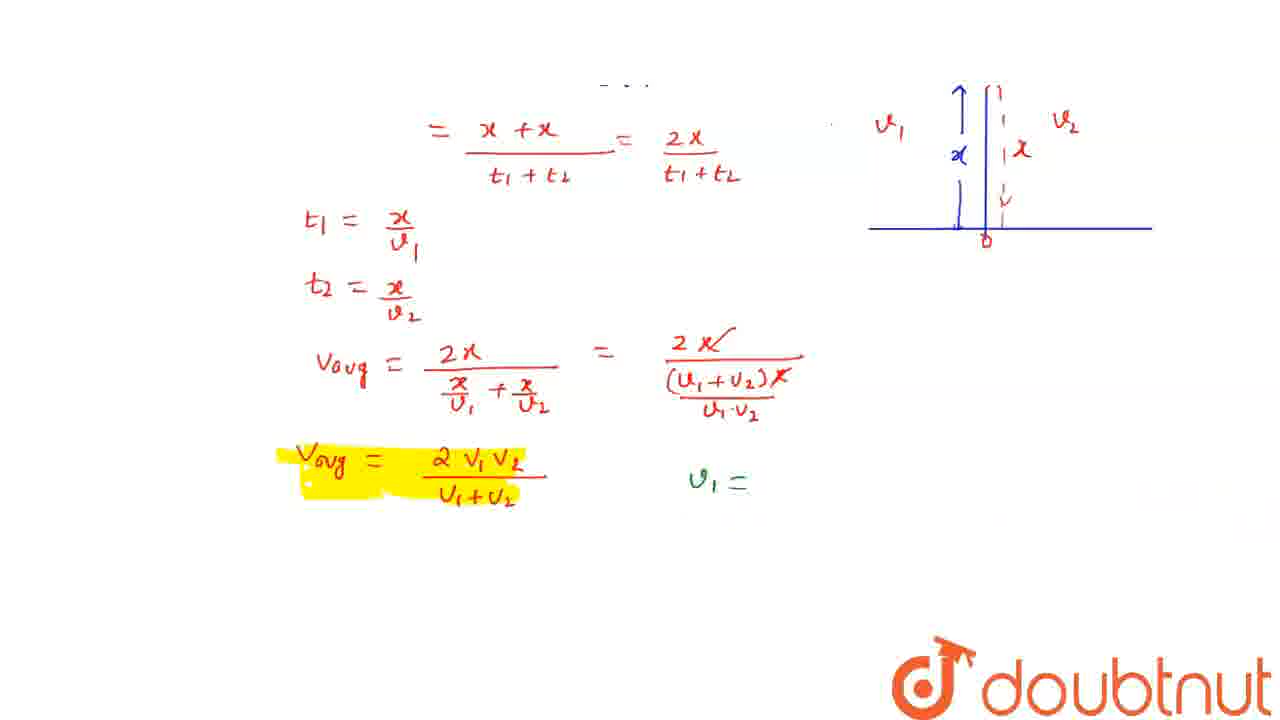 = x + x / t1 + t2 = 2x / t1 + t2
v1 x x v2
0
t1 = x / v1
t2 = x / v2
Vavg = 2x / x/v1 + x/v2 = 2x / (v1 + v2)x / v1·v2
Vavg = 2 V1 V2 / V1 + V2
v1 =
doubtnut